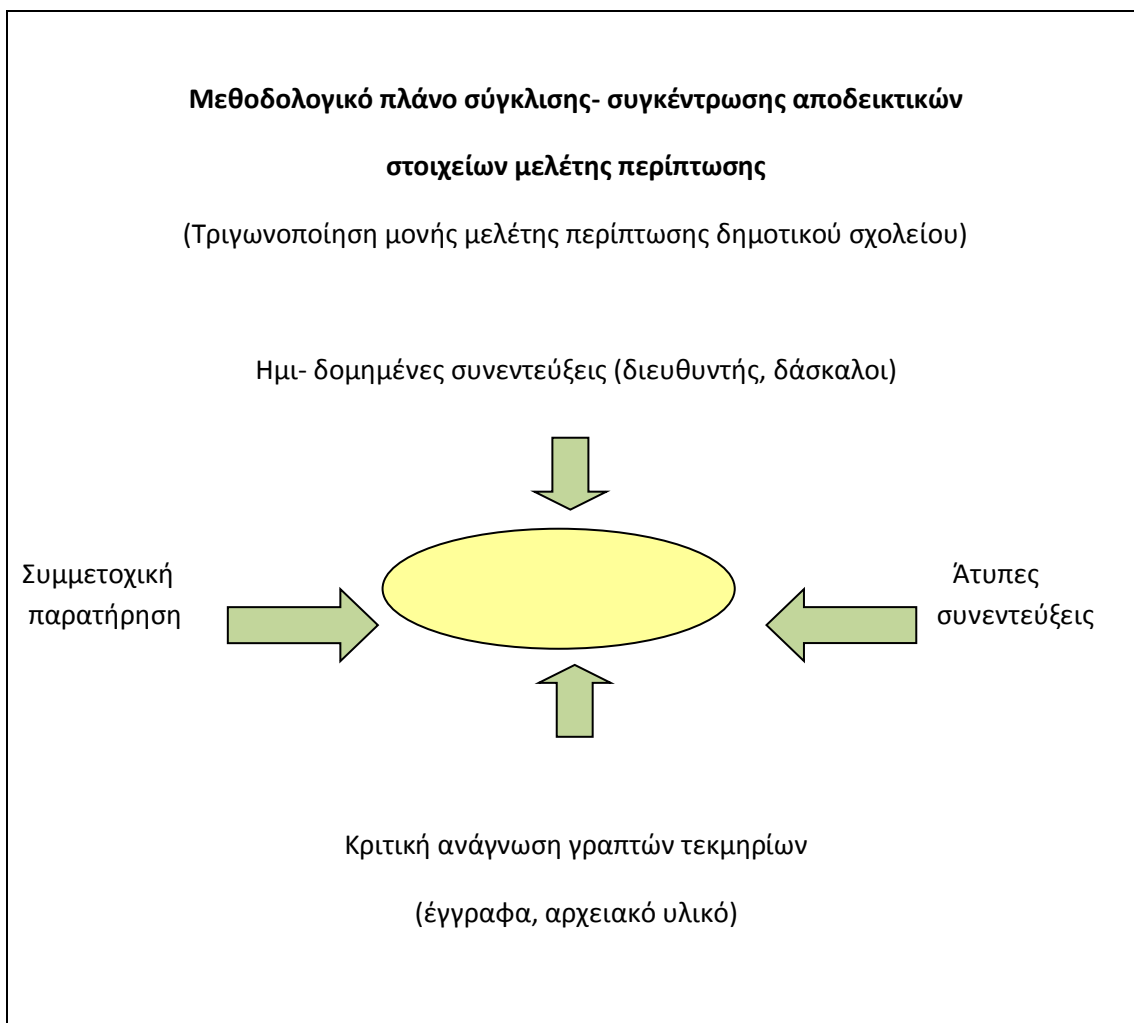 Μεθοδολογικό πλάνο σύγκλισης- συγκέντρωσης αποδεικτικών
στοιχείων μελέτης περίπτωσης
(Τριγωνοποίηση μονής μελέτης περίπτωσης δημοτικού σχολείου)
Ημι- δομημένες συνεντεύξεις (διευθυντής, δάσκαλοι)
Συμμετοχική
παρατήρηση
Άτυπες
συνεντεύξεις
Κριτική ανάγνωση γραπτών τεκμηρίων
(έγγραφα, αρχειακό υλικό)